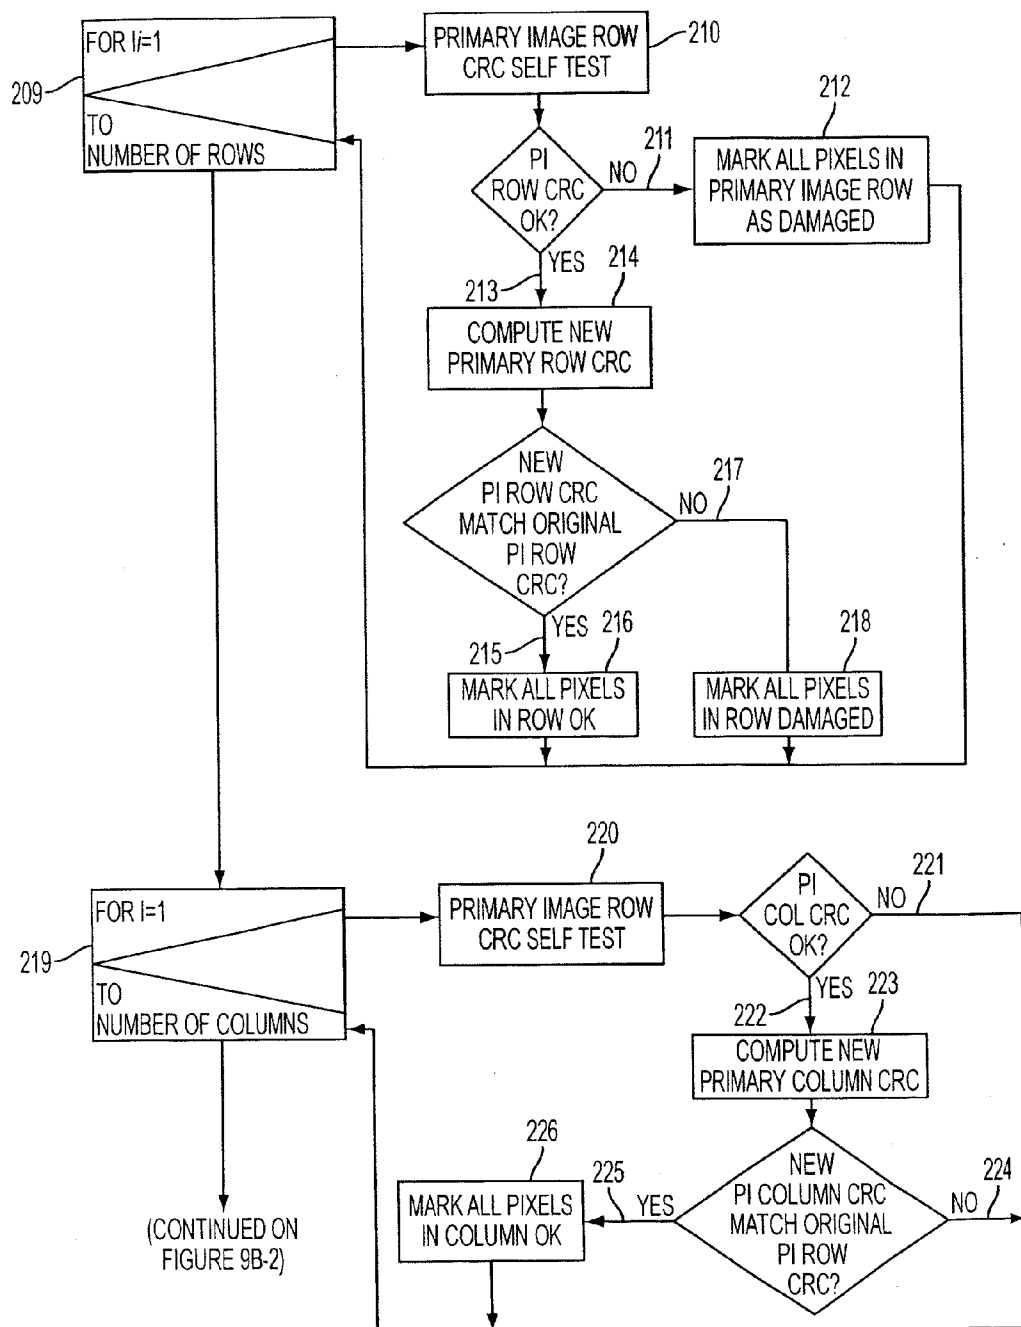 FOR Ii=1
TO
NUMBER OF ROWS
209
PRIMARY IMAGE ROW
CRC SELF TEST
210
PI
ROW CRC
OK?
NO
211
212
MARK ALL PIXELS IN
PRIMARY IMAGE ROW
AS DAMAGED
YES
213
214
COMPUTE NEW
PRIMARY ROW CRC
NEW
PI ROW CRC
MATCH ORIGINAL
PI ROW
CRC?
NO
217
YES
215
216
MARK ALL PIXELS
IN ROW OK
218
MARK ALL PIXELS
IN ROW DAMAGED
FOR I=1
TO
NUMBER OF COLUMNS
219
220
PRIMARY IMAGE ROW
CRC SELF TEST
PI
COL CRC
OK?
NO
221
YES
222
223
COMPUTE NEW
PRIMARY COLUMN CRC
NEW
PI COLUMN CRC
MATCH ORIGINAL
PI ROW
CRC?
NO
224
YES
225
226
MARK ALL PIXELS
IN COLUMN OK
(CONTINUED ON
FIGURE 9B-2)